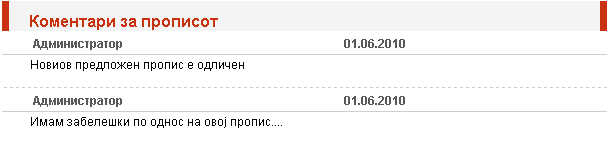 Коментари за прописот
Администратор 01.06.2010
Новиов предложен пропис е одличен
Администратор 01.06.2010
Имам забелешки по однос на овој пропис....